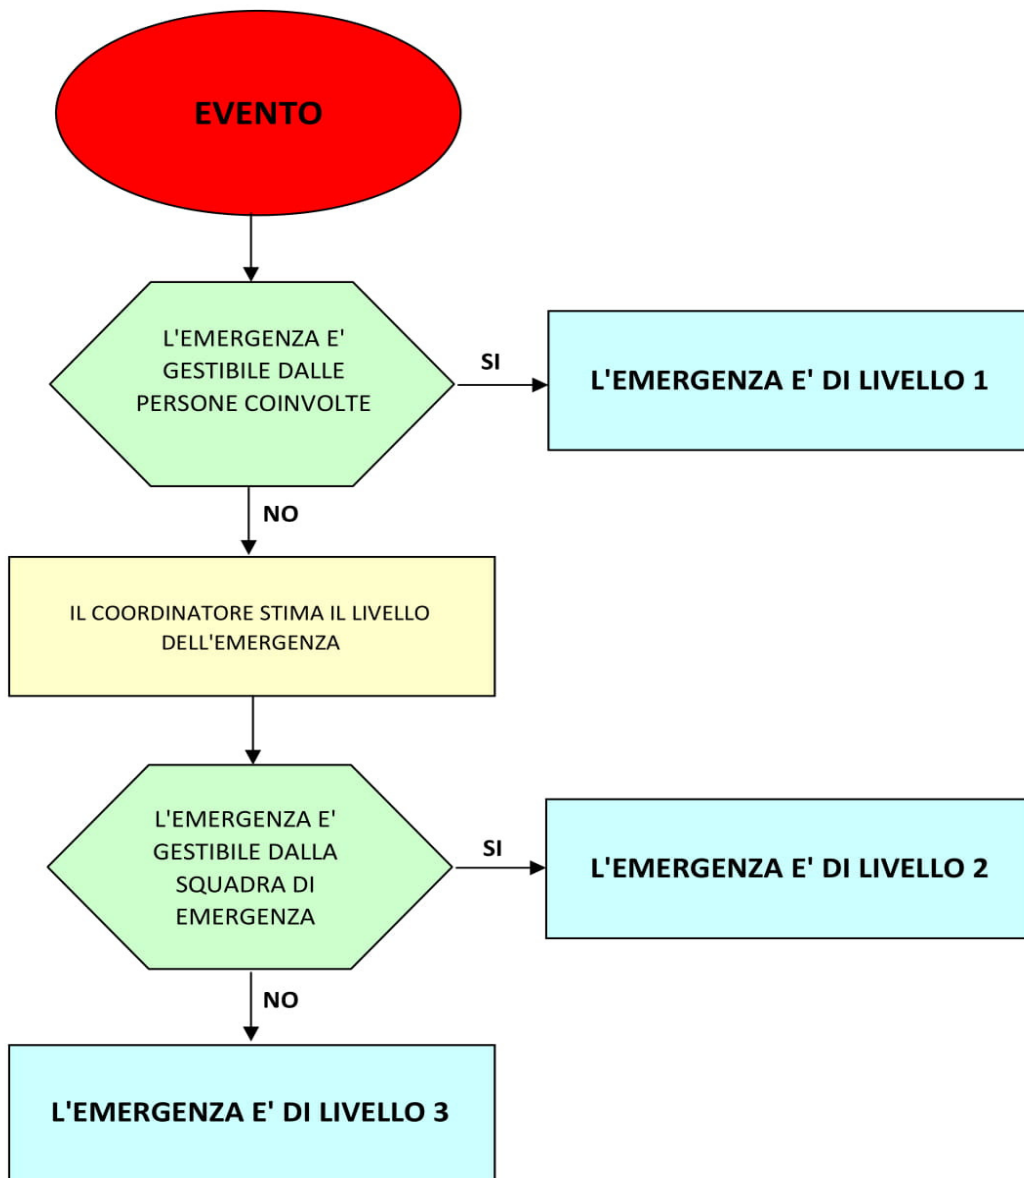 EVENTO
L'EMERGENZA E'
GESTIBILE DALLE
PERSONE COINVOLTE
SI
L'EMERGENZA E' DI LIVELLO 1
NO
IL COORDINATORE STIMA IL LIVELLO
DELL'EMERGENZA
L'EMERGENZA E'
GESTIBILE DALLA
SQUADRA DI
EMERGENZA
SI
L'EMERGENZA E' DI LIVELLO 2
NO
L'EMERGENZA E' DI LIVELLO 3